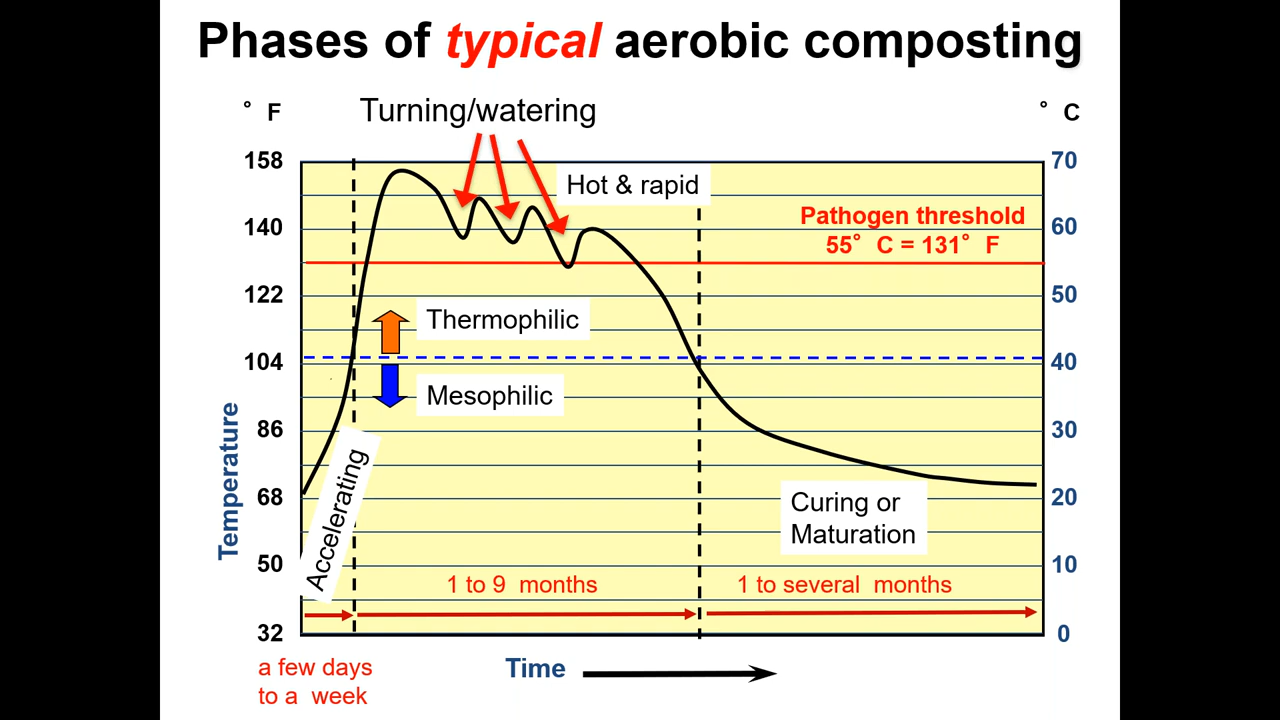 Phases of typical aerobic composting
° F
Turning/watering
° C
158
70
Hot & rapid
140
60
Pathogen threshold
55° C = 131° F
122
50
Thermophilic
104
40
Mesophilic
86
30
Temperature
68
20
Accelerating
Curing or
Maturation
50
10
1 to 9 months
1 to several months
32
0
a few days
to a week
Time